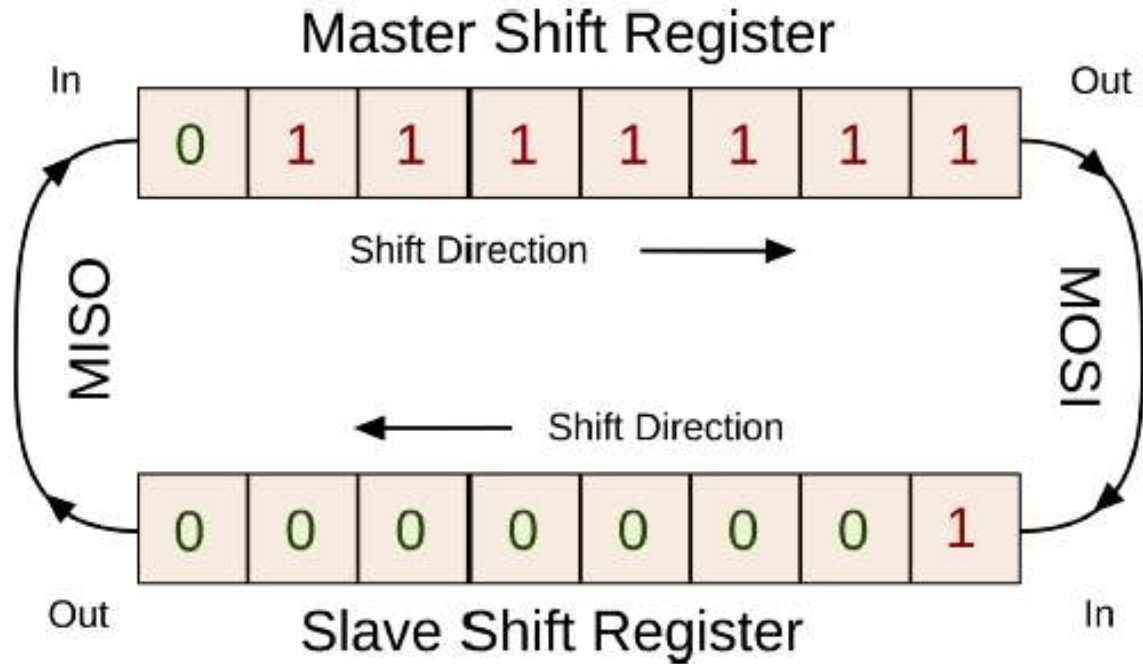 Master Shift Register
In
Out
0 1 1 1 1 1 1 1
Shift Direction
MISO
MOSI
Shift Direction
0 0 0 0 0 0 0 1
Out
In
Slave Shift Register